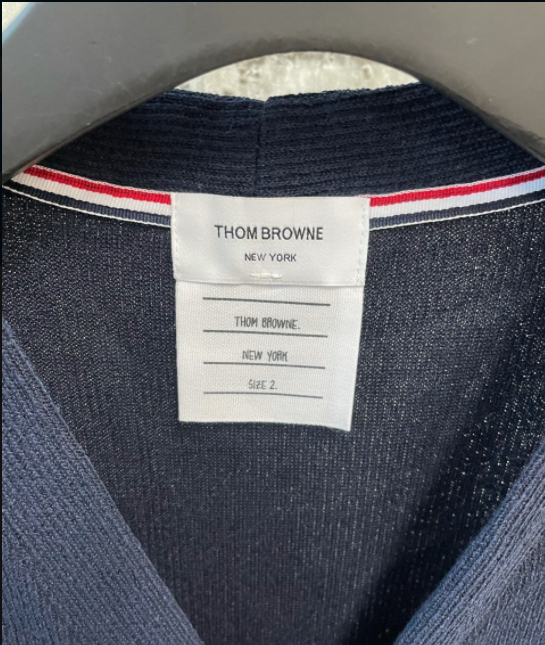 THOM BROWNE
NEW YORK
THOM BROWNE.
NEW YORK
SIZE 2.